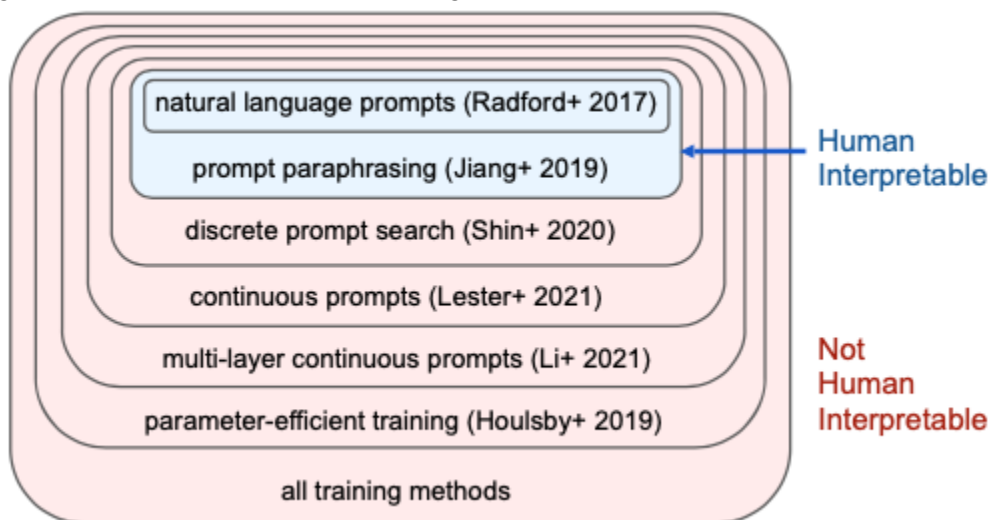 natural language prompts (Radford+ 2017)
prompt paraphrasing (Jiang+ 2019)
discrete prompt search (Shin+ 2020)
continuous prompts (Lester+ 2021)
multi-layer continuous prompts (Li+ 2021)
parameter-efficient training (Houlsby+ 2019)
all training methods
Human
Interpretable
Not
Human
Interpretable